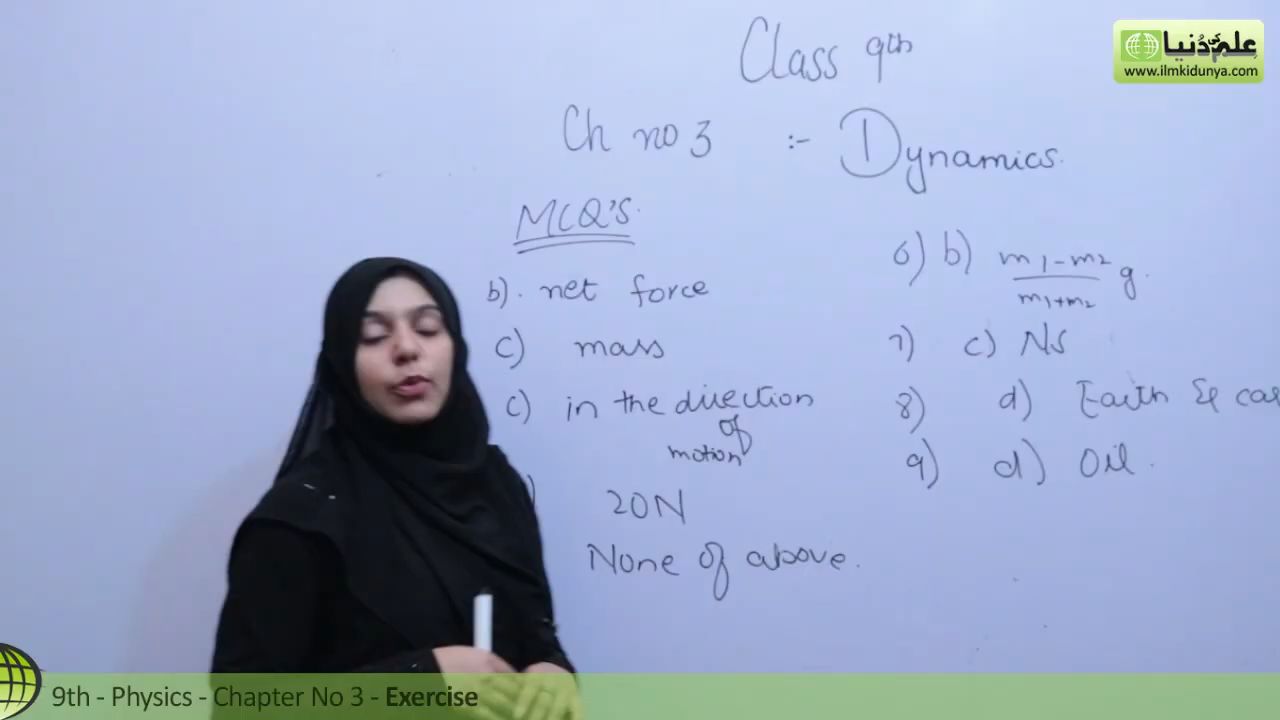 علم کی دُنیا
www.ilmkidunya.com
Class 9th
Ch no 3 :- Dynamics.
MCQ'S.
b). net force
c) mass
c) in the direction
of
motion
) 20N
None of above.
6) b) m1-m2 / m1+m2 g.
7) c) NS
8) d) Earth & car
9) d) Oil.
9th - Physics - Chapter No 3 - Exercise